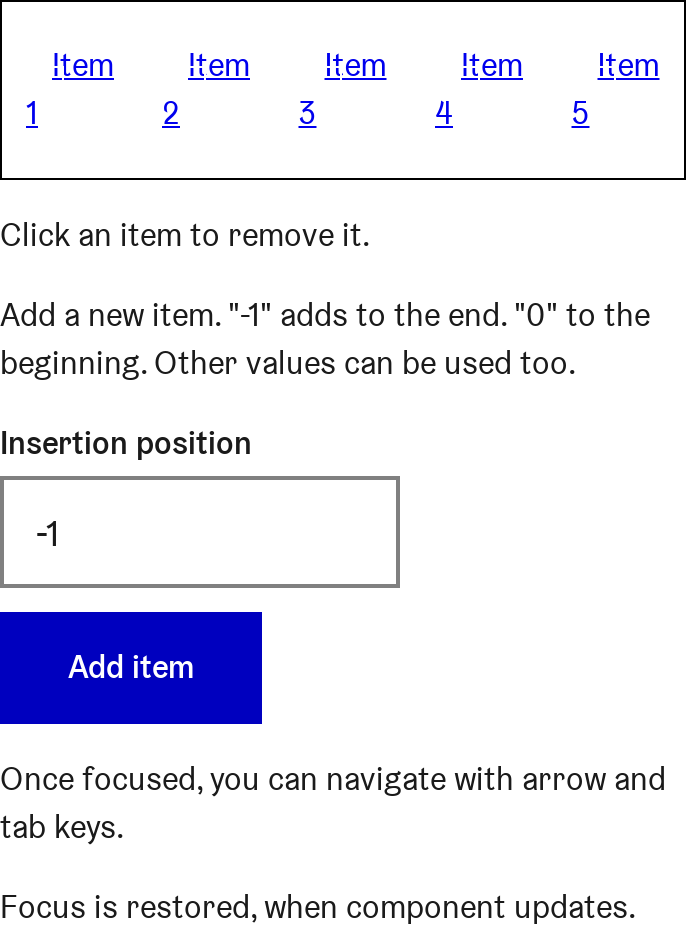 Item Item Item Item Item
1 2 3 4 5
Click an item to remove it.
Add a new item. "-1" adds to the end. "0" to the
beginning. Other values can be used too.
Insertion position
-1
Add item
Once focused, you can navigate with arrow and
tab keys.
Focus is restored, when component updates.